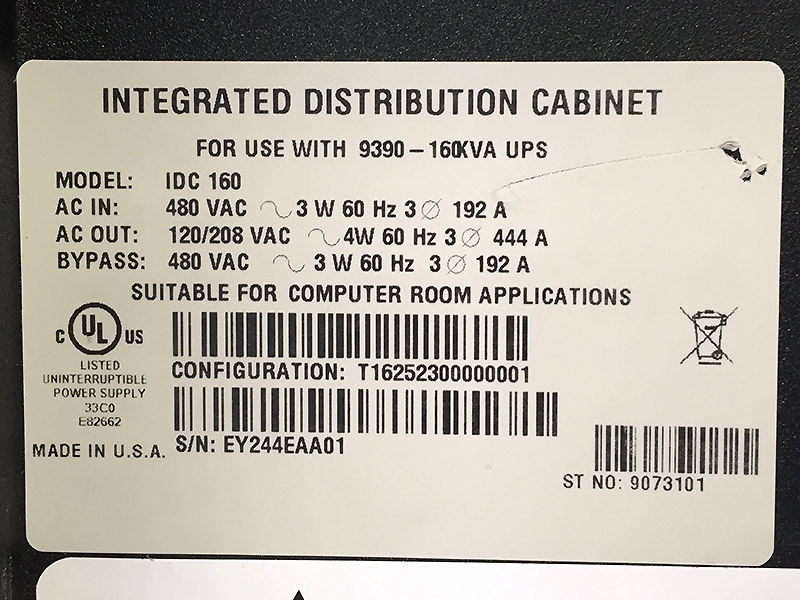 INTEGRATED DISTRIBUTION CABINET
FOR USE WITH 9390-160KVA UPS
MODEL: IDC 160
AC IN: 480 VAC ∿ 3 W 60 Hz 3 ∅ 192 A
AC OUT: 120/208 VAC ∿ 4W 60 Hz 3 ∅ 444 A
BYPASS: 480 VAC ∿ 3 W 60 Hz 3 ∅ 192 A
SUITABLE FOR COMPUTER ROOM APPLICATIONS
C UL US
LISTED
UNINTERRUPTIBLE
POWER SUPPLY
33C0
E82662
MADE IN U.S.A.
CONFIGURATION: T16252300000001
S/N: EY244EAA01
ST NO: 9073101